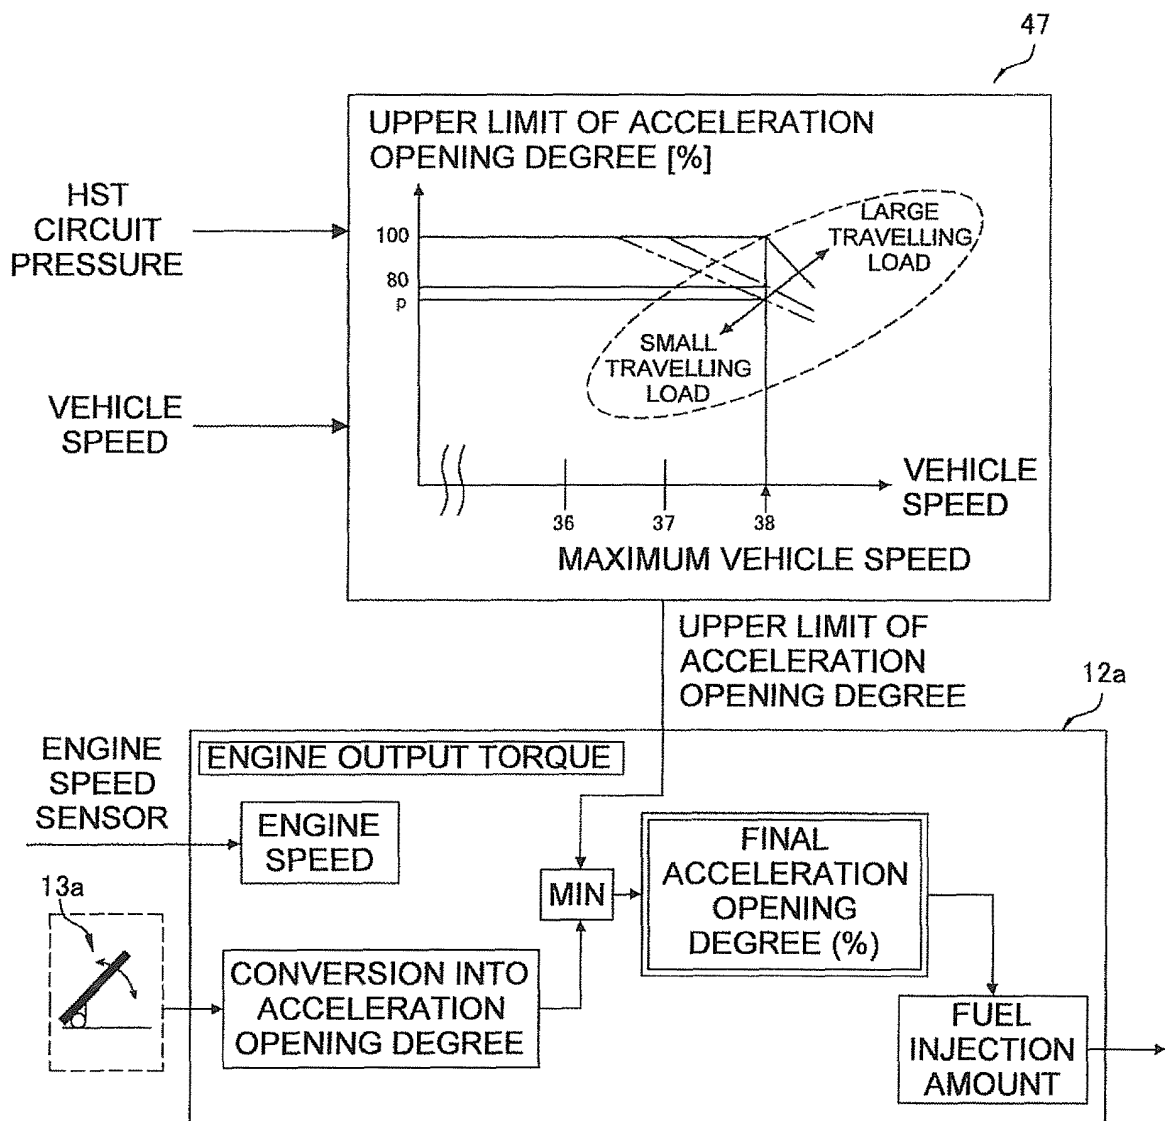 47
UPPER LIMIT OF ACCELERATION
OPENING DEGREE [%]
HST
CIRCUIT
PRESSURE
100
80
p
LARGE
TRAVELLING
LOAD
SMALL
TRAVELLING
LOAD
VEHICLE
SPEED
VEHICLE
SPEED
36
37
38
MAXIMUM VEHICLE SPEED
UPPER LIMIT OF
ACCELERATION
OPENING DEGREE
12a
ENGINE
SPEED
SENSOR
ENGINE OUTPUT TORQUE
ENGINE
SPEED
FINAL
ACCELERATION
OPENING
DEGREE (%)
MIN
13a
CONVERSION INTO
ACCELERATION
OPENING DEGREE
FUEL
INJECTION
AMOUNT